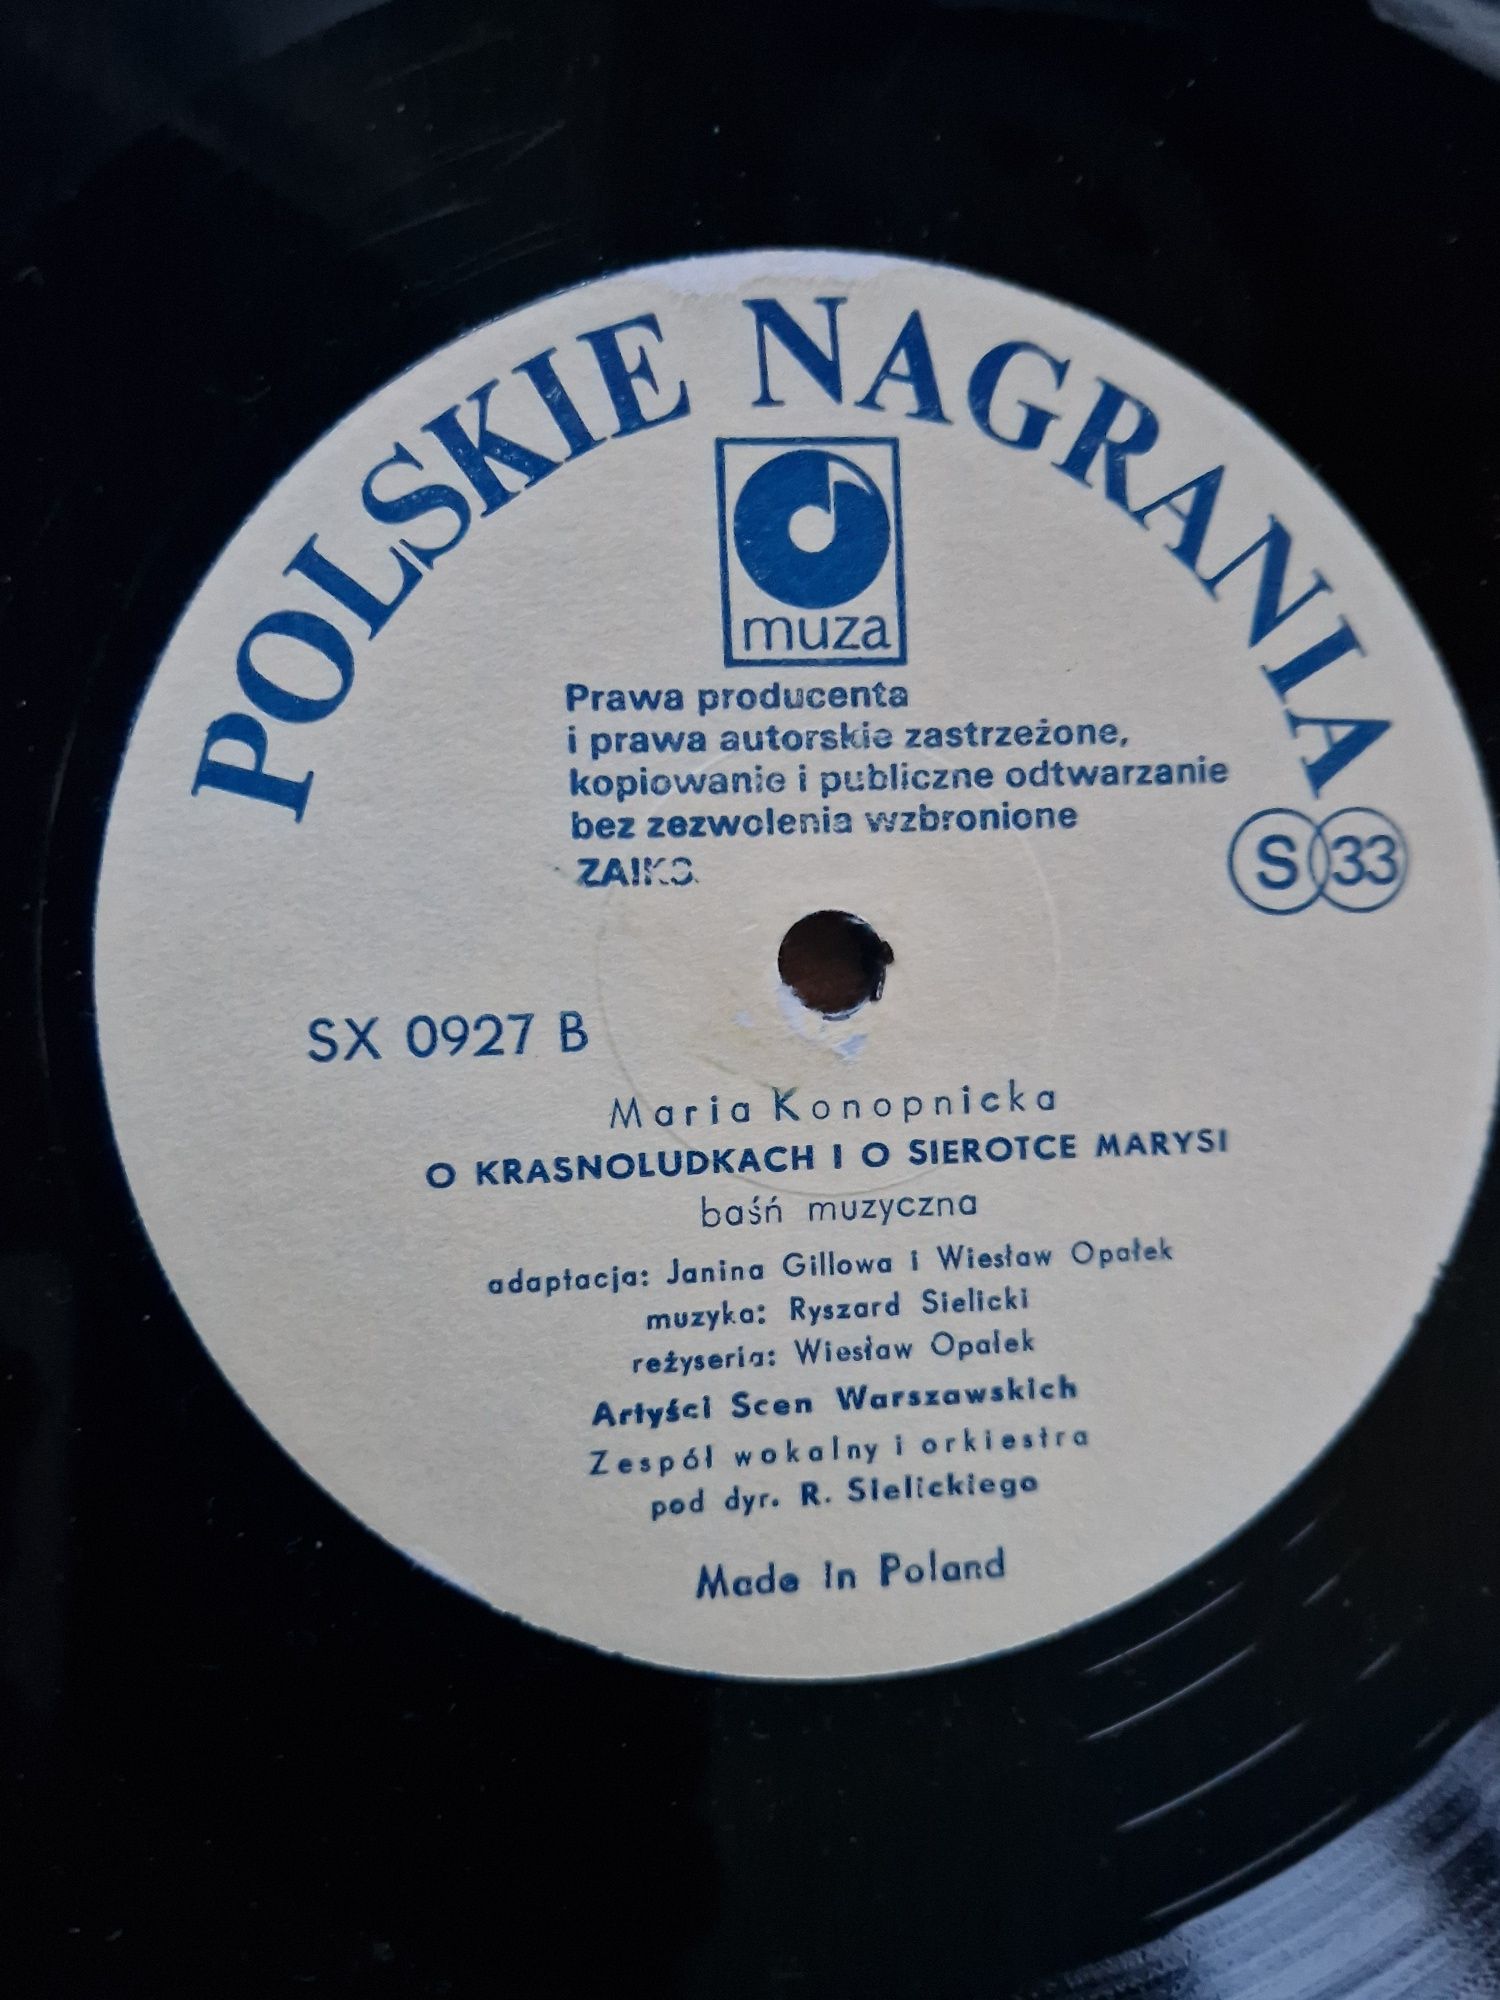 POLSKIE NAGRANIA
muza
Prawa producenta
i prawa autorskie zastrzeżone,
kopiowanie i publiczne odtwarzanie
bez zezwolenia wzbronione
ZAIKS
S 33
SX 0927 B
Maria Konopnicka
O KRASNOLUDKACH I O SIEROTCE MARYSI
baśń muzyczna
adaptacja: Janina Gillowa i Wiesław Opałek
muzyka: Ryszard Sielicki
reżyseria: Wiesław Opałek
Artyści Scen Warszawskich
Zespół wokalny i orkiestra
pod dyr. R. Sielickiego
Made in Poland